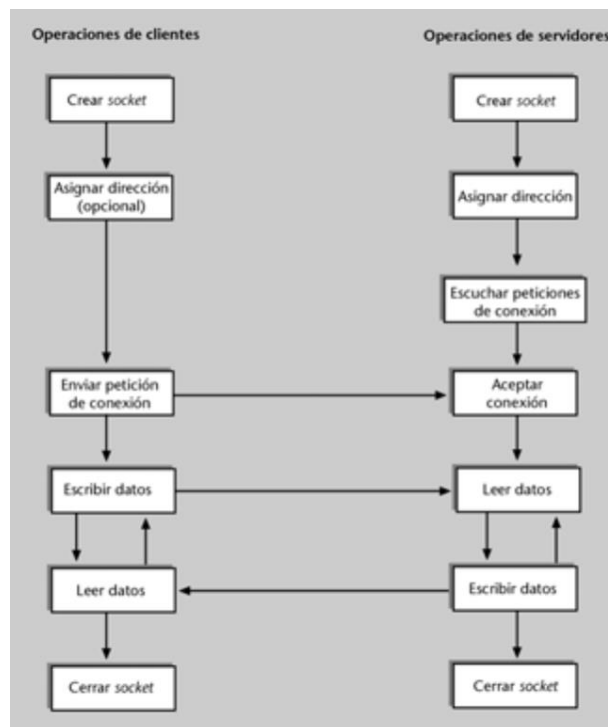 Operaciones de clientes
Operaciones de servidores
Crear socket
Crear socket
Asignar dirección
(opcional)
Asignar dirección
Escuchar peticiones
de conexión
Enviar petición
de conexión
Aceptar
conexión
Escribir datos
Leer datos
Leer datos
Escribir datos
Cerrar socket
Cerrar socket